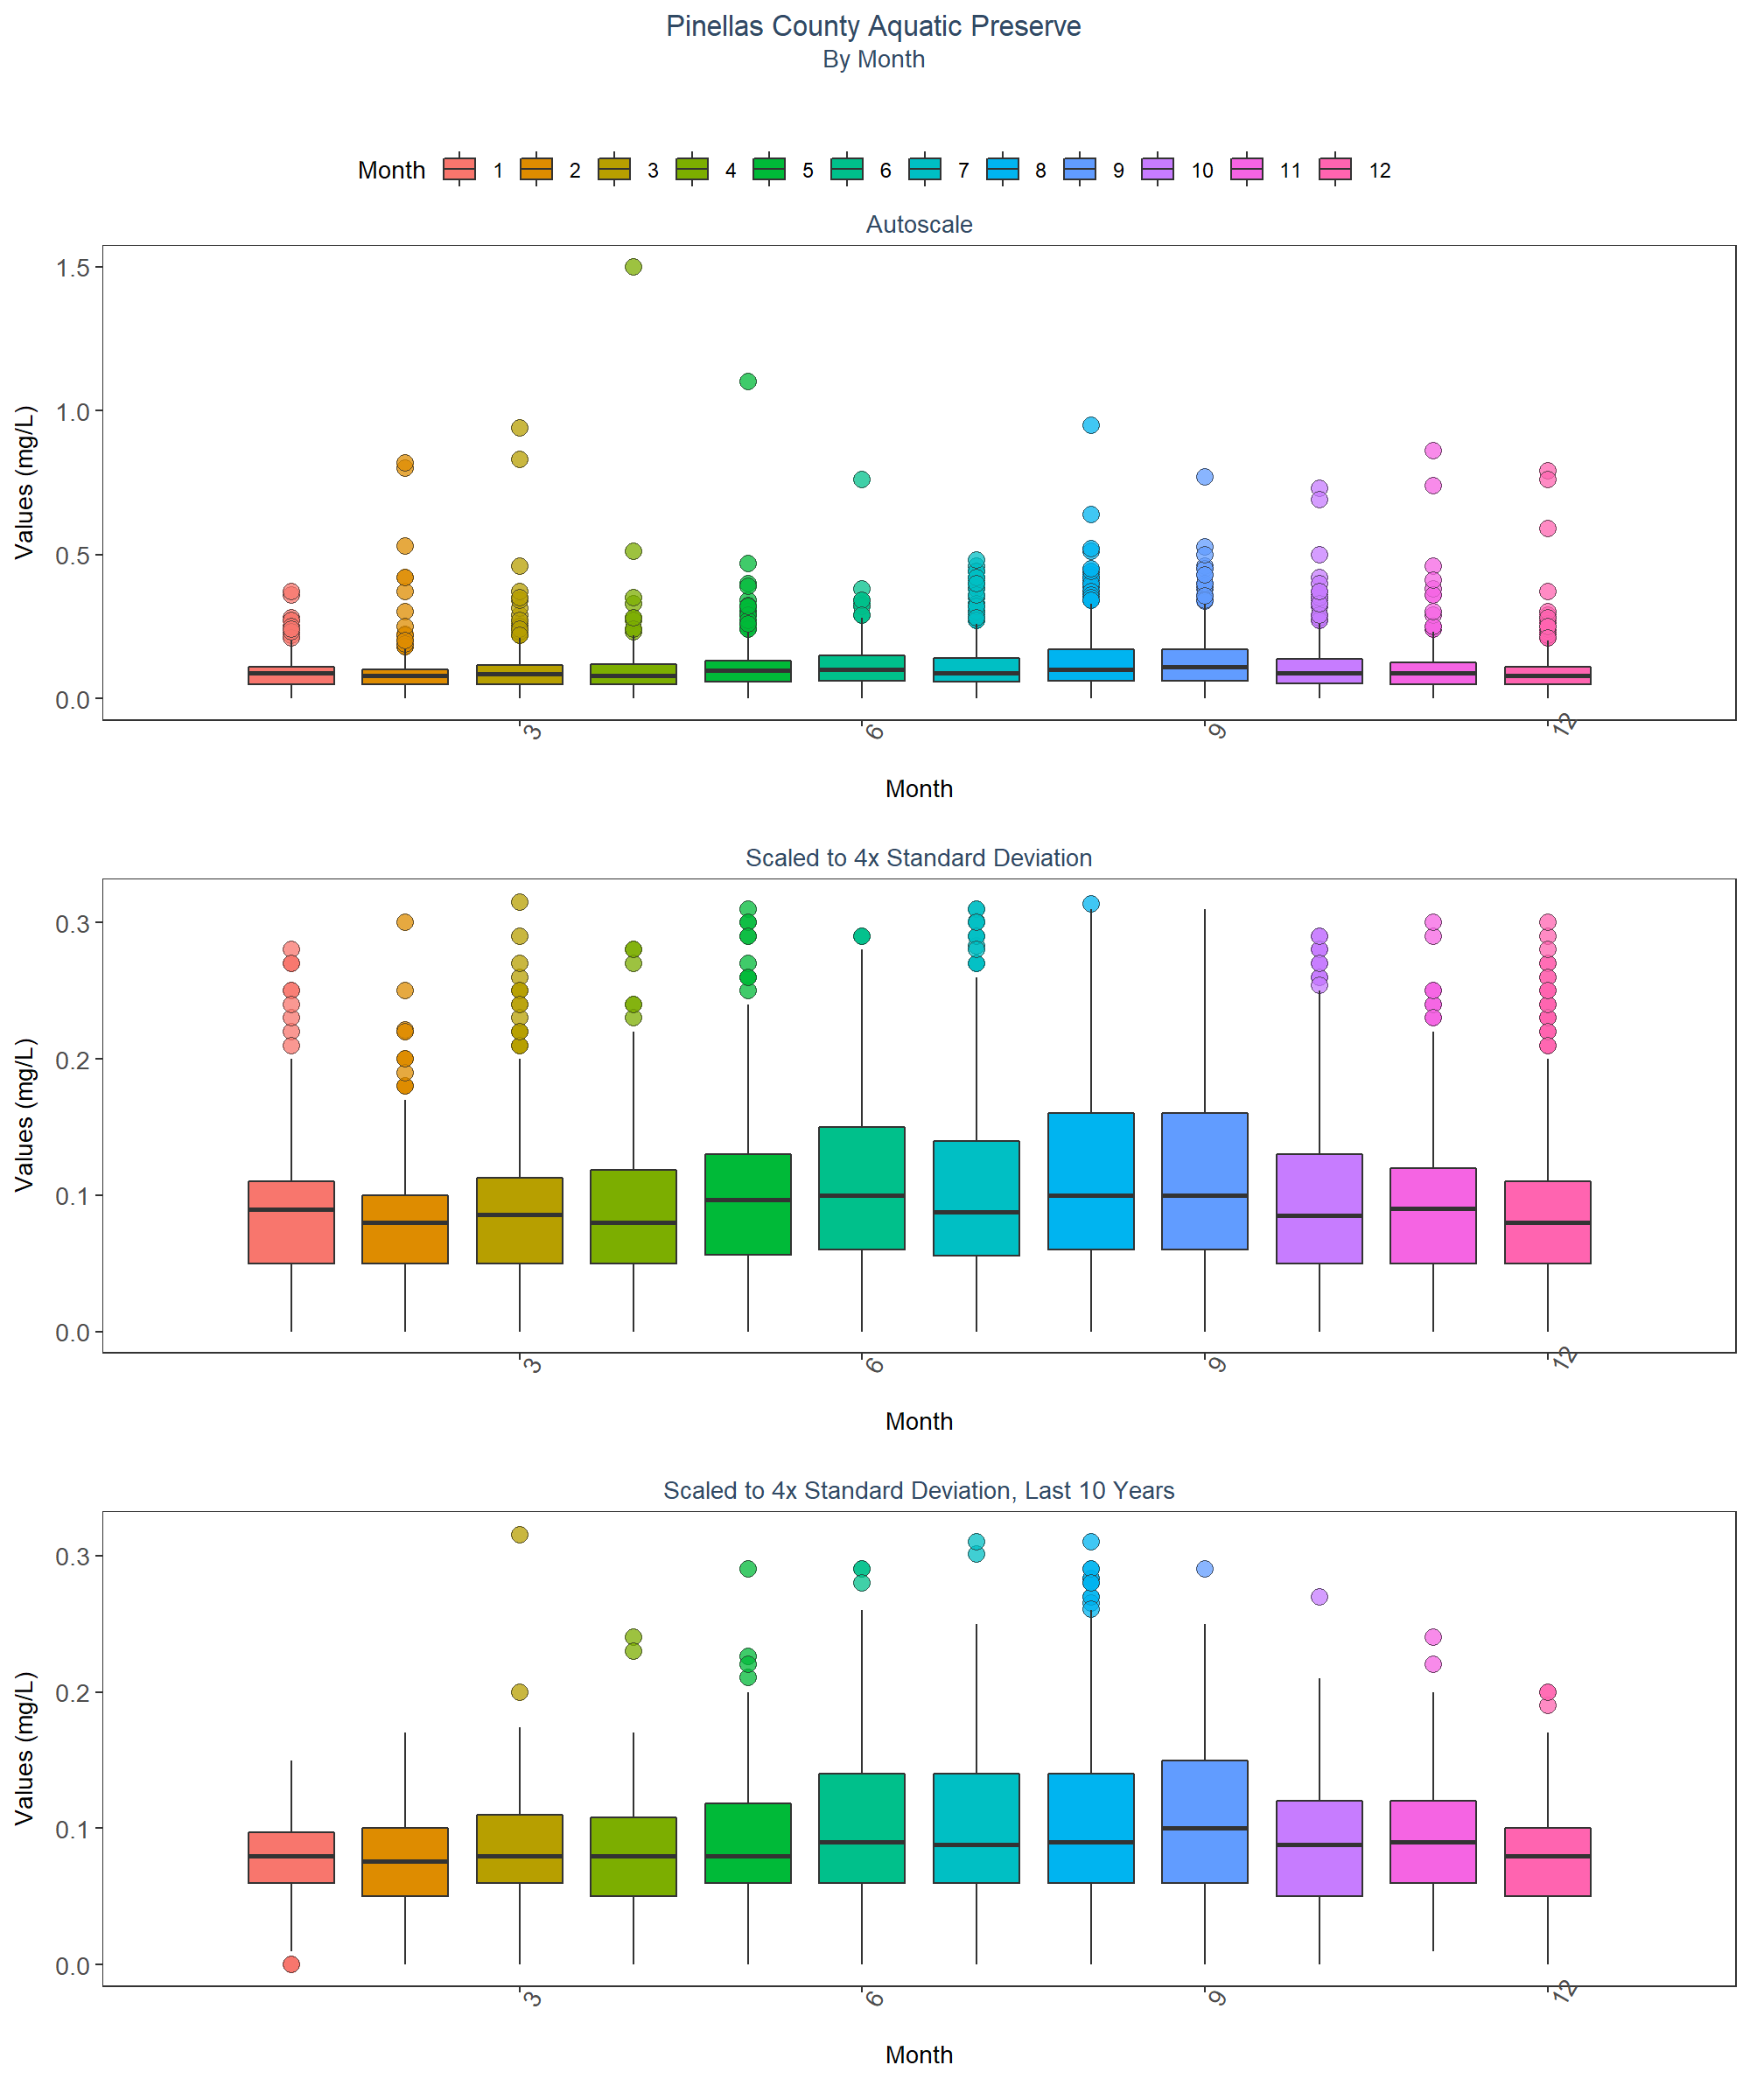 Pinellas County Aquatic Preserve
By Month
Month 1 2 3 4 5 6 7 8 9 10 11 12
Autoscale
Values (mg/L)
1.5
1.0
0.5
0.0
3 6 9 12
Month
Scaled to 4x Standard Deviation
Values (mg/L)
0.3
0.2
0.1
0.0
3 6 9 12
Month
Scaled to 4x Standard Deviation, Last 10 Years
Values (mg/L)
0.3
0.2
0.1
0.0
3 6 9 12
Month